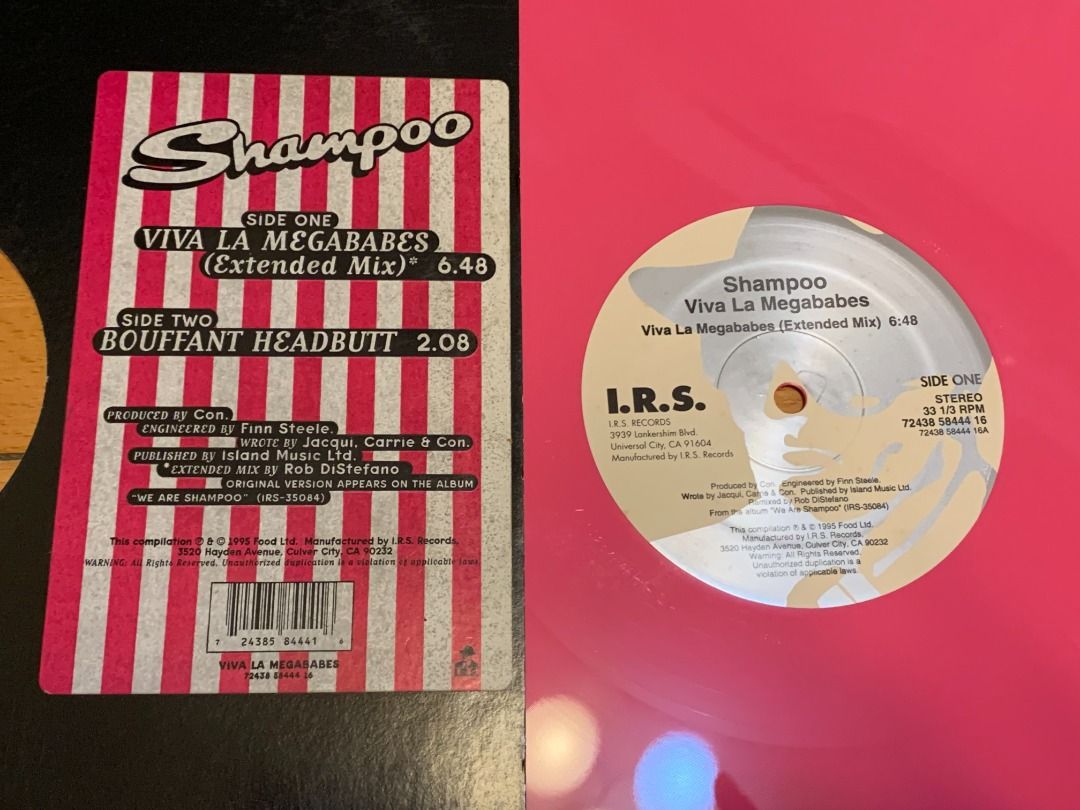 Shampoo
SIDE ONE
VIVA LA MEGABABES
(Extended Mix)* 6.48
SIDE TWO
BOUFFANT HEADBUTT 2.08
PRODUCED BY Con.
ENGINEERED BY Finn Steele.
WROTE BY Jacqui, Carrie & Con.
PUBLISHED BY Island Music Ltd.
*EXTENDED MIX BY Rob DiStefano
ORIGINAL VERSION APPEARS ON THE ALBUM
"WE ARE SHAMPOO" (IRS-35084)
This compilation ℗ & © 1995 Food Ltd. Manufactured by I.R.S. Records,
3520 Hayden Avenue, Culver City, CA 90232
WARNING: All Rights Reserved. Unauthorized duplication is a violation of applicable laws
7 24385 84441 6
VIVA LA MEGABABES
72438 58444 16
Shampoo
Viva La Megababes
Viva La Megababes (Extended Mix) 6:48
I.R.S.
I.R.S. RECORDS
3939 Lankershim Blvd.
Universal City, CA 91604
Manufactured by I.R.S. Records
SIDE ONE
STEREO
33 1/3 RPM
72438 58444 16
72438 58444 16A
Produced by Con. Engineered by Finn Steele.
Wrote by Jacqui, Carrie & Con. Published by Island Music Ltd.
Remixed by Rob DiStefano
From the album "We Are Shampoo" (IRS-35084)
This compilation ℗ & © 1995 Food Ltd.
Manufactured by I.R.S. Records,
3520 Hayden Avenue, Culver City, CA 90232
Warning: All Rights Reserved.
Unauthorized duplication is a
violation of applicable laws.